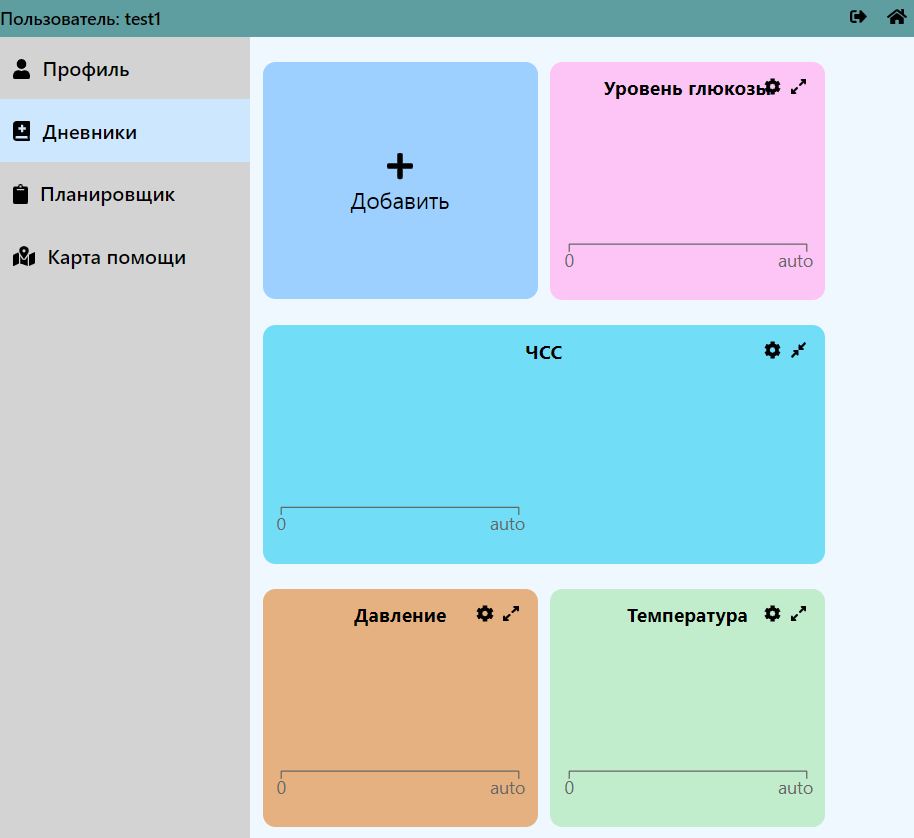 Пользователь: test1
Профиль
Дневники
Планировщик
Карта помощи
Добавить
Уровень глюкозы
0 auto
ЧСС
0 auto
Давление
0 auto
Температура
0 auto